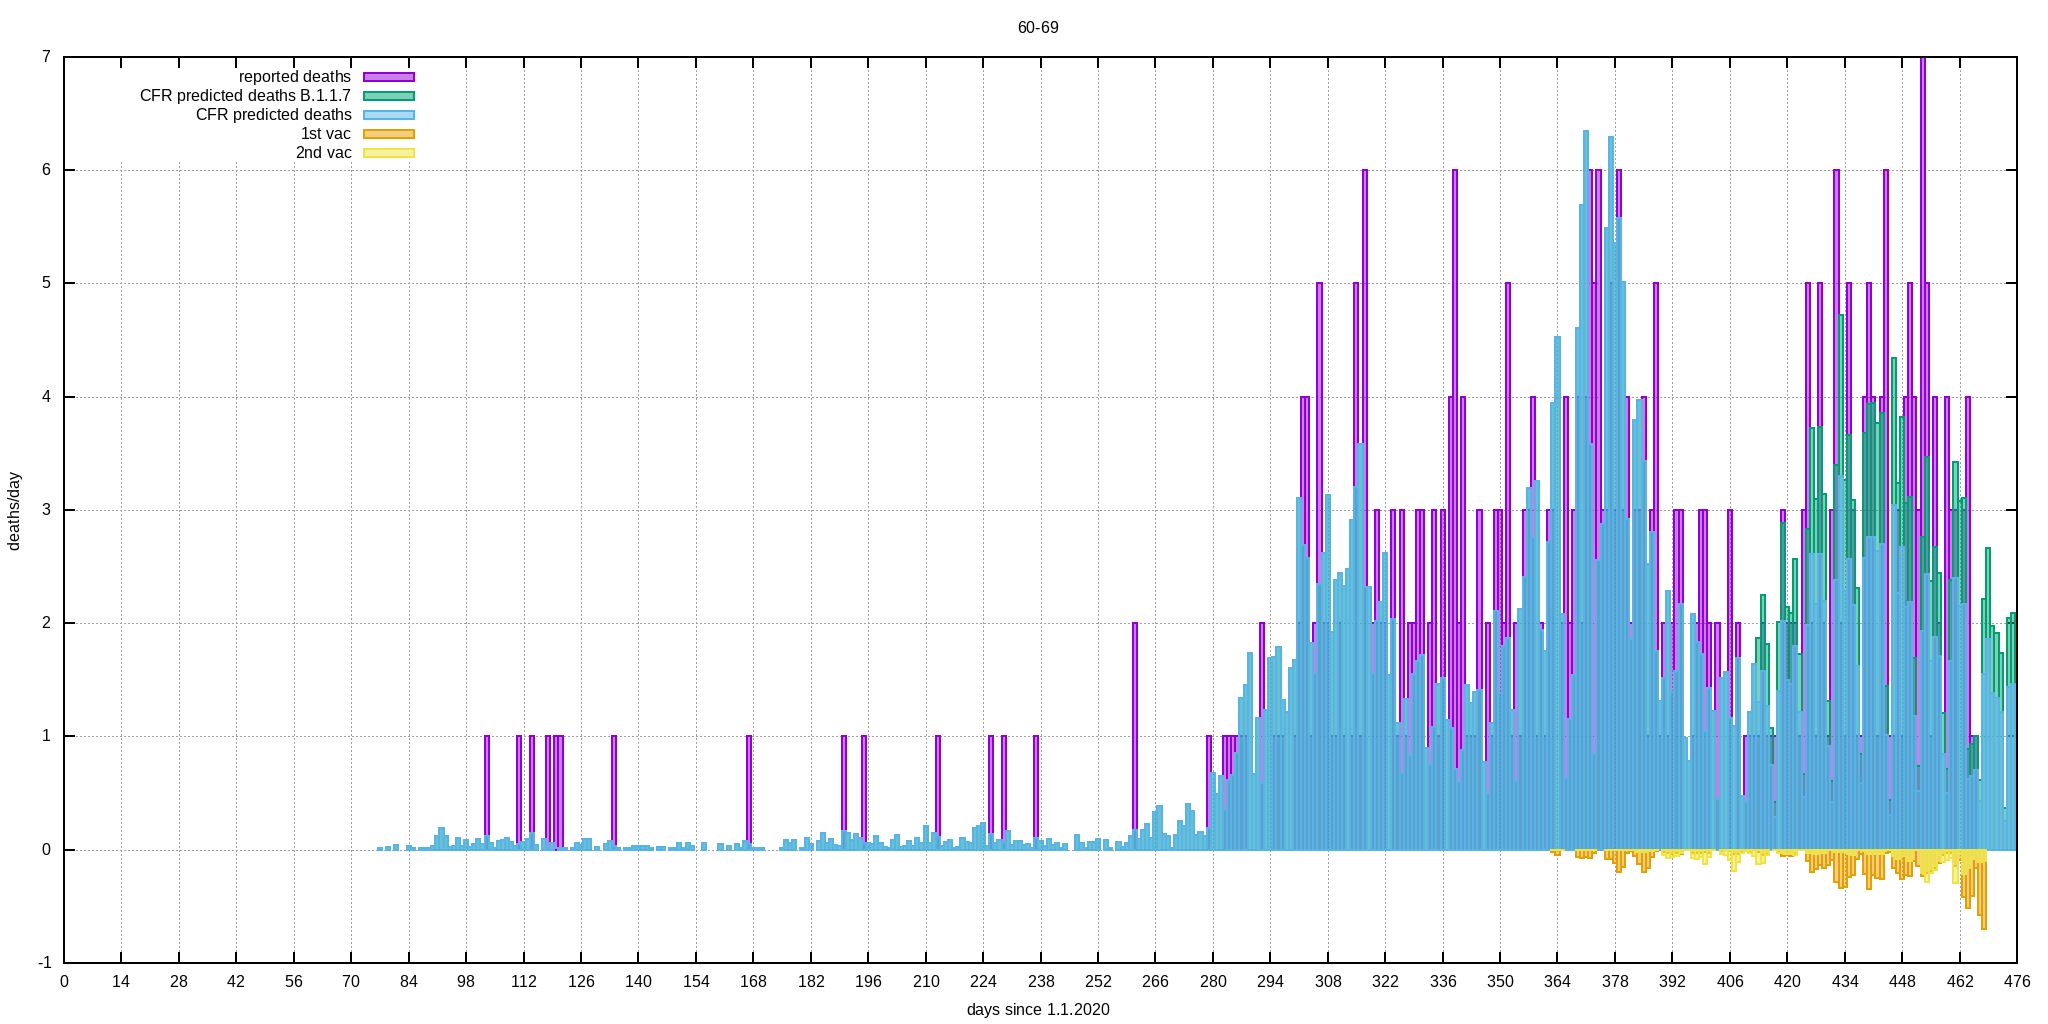 60-69
reported deaths
CFR predicted deaths B.1.1.7
CFR predicted deaths
1st vac
2nd vac
7
6
5
4
3
2
1
0
-1
deaths/day
0 14 28 42 56 70 84 98 112 126 140 154 168 182 196 210 224 238 252 266 280 294 308 322 336 350 364 378 392 406 420 434 448 462 476
days since 1.1.2020